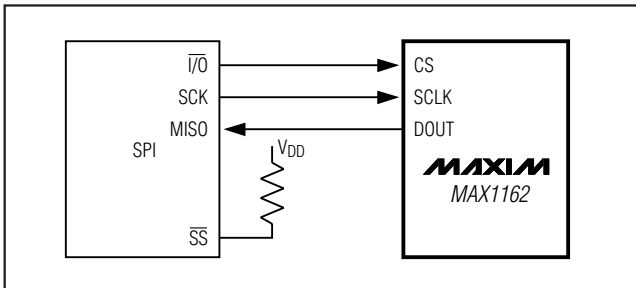 I/O
SCK
MISO
SPI
VDD
SS
CS
SCLK
DOUT
MAXIM
MAX1162